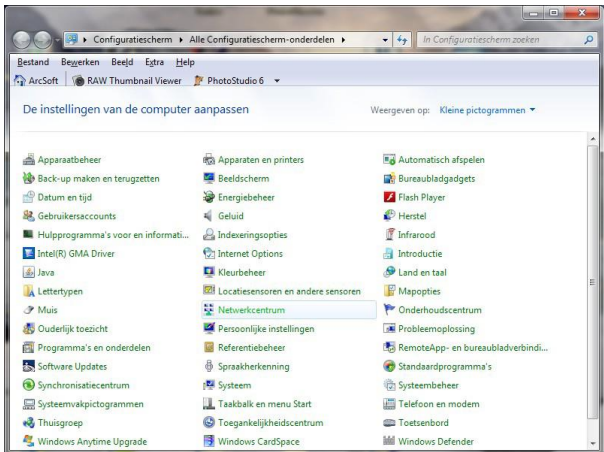 Configuratiescherm Alle Configuratiescherm-onderdelen In Configuratiescherm zoeken
Bestand Bewerken Beeld Extra Help
ArcSoft RAW Thumbnail Viewer PhotoStudio 6
De instellingen van de computer aanpassen Weergeven op: Kleine pictogrammen
Apparaatbeheer Apparaten en printers Automatisch afspelen
Back-up maken en terugzetten Beeldscherm Bureaubladgadgets
Datum en tijd Energiebeheer Flash Player
Gebruikersaccounts Geluid Herstel
Hulpprogramma's voor en informati... Indexeringsopties Infrarood
Intel(R) GMA Driver Internet Options Introductie
Java Kleurbeheer Land en taal
Lettertypen Locatiesensoren en andere sensoren Mapopties
Muis Netwerkcentrum Onderhoudscentrum
Ouderlijk toezicht Persoonlijke instellingen Probleemoplossing
Programma's en onderdelen Referentiebeheer RemoteApp- en bureaubladverbindi...
Software Updates Spraakherkenning Standaardprogramma's
Synchronisatiecentrum Systeem Systeembeheer
Systeemvakpictogrammen Taakbalk en menu Start Telefoon en modem
Thuisgroep Toegankelijkheidscentrum Toetsenbord
Windows Anytime Upgrade Windows CardSpace Windows Defender